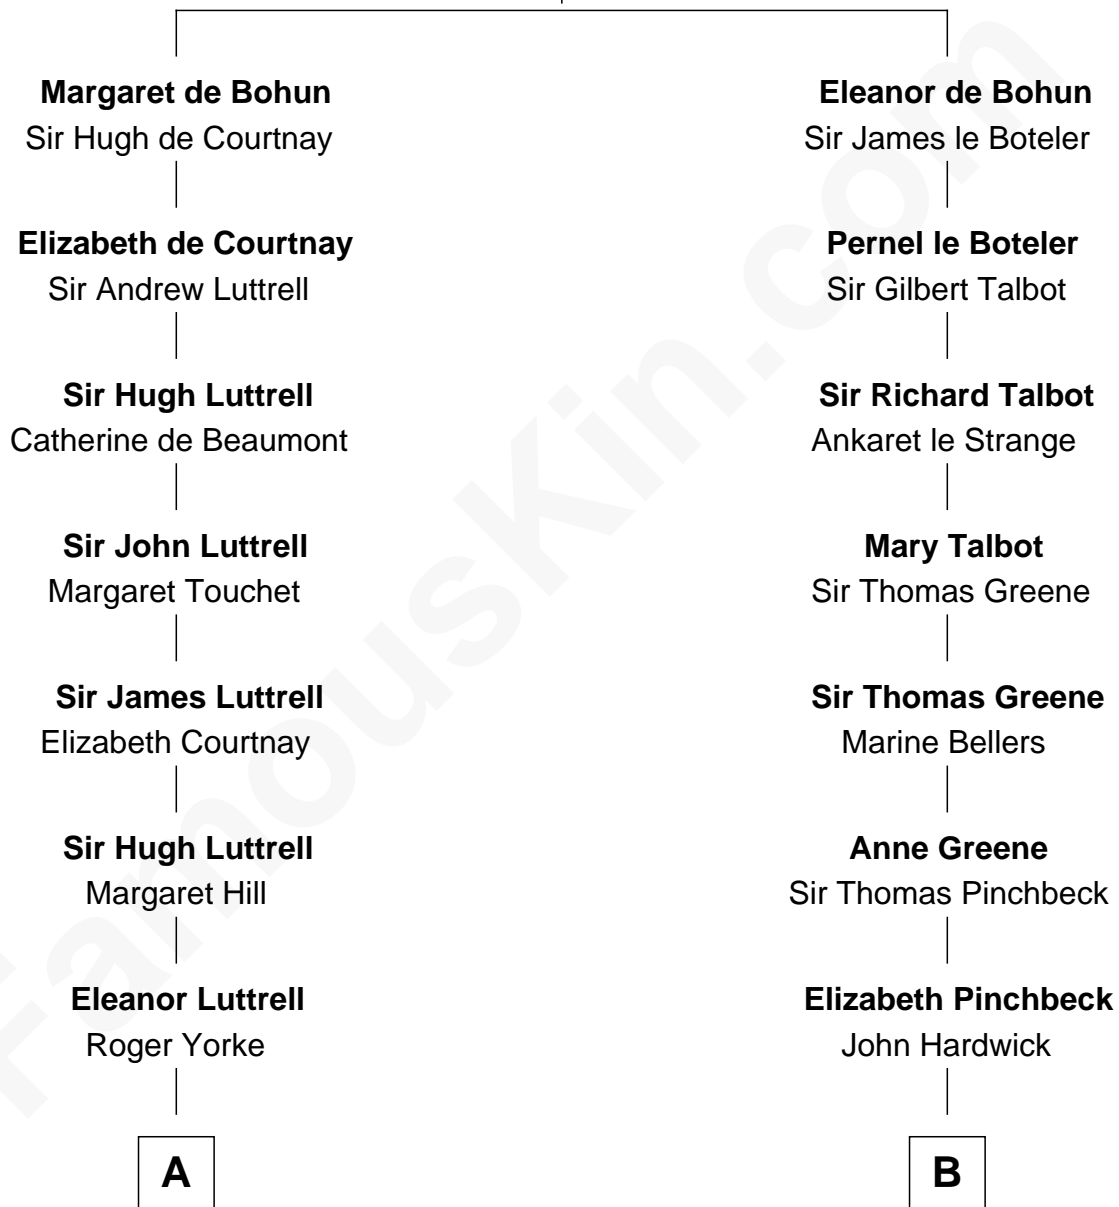 Margaret de Bohun
Sir Hugh de Courtnay
Elizabeth de Courtnay
Sir Andrew Luttrell
Sir Hugh Luttrell
Catherine de Beaumont
Sir John Luttrell
Margaret Touchet
Sir James Luttrell
Elizabeth Courtnay
Sir Hugh Luttrell
Margaret Hill
Eleanor Luttrell
Roger Yorke
A
Eleanor de Bohun
Sir James le Boteler
Pernel le Boteler
Sir Gilbert Talbot
Sir Richard Talbot
Ankaret le Strange
Mary Talbot
Sir Thomas Greene
Sir Thomas Greene
Marine Bellers
Anne Greene
Sir Thomas Pinchbeck
Elizabeth Pinchbeck
John Hardwick
B
FamousKin.com